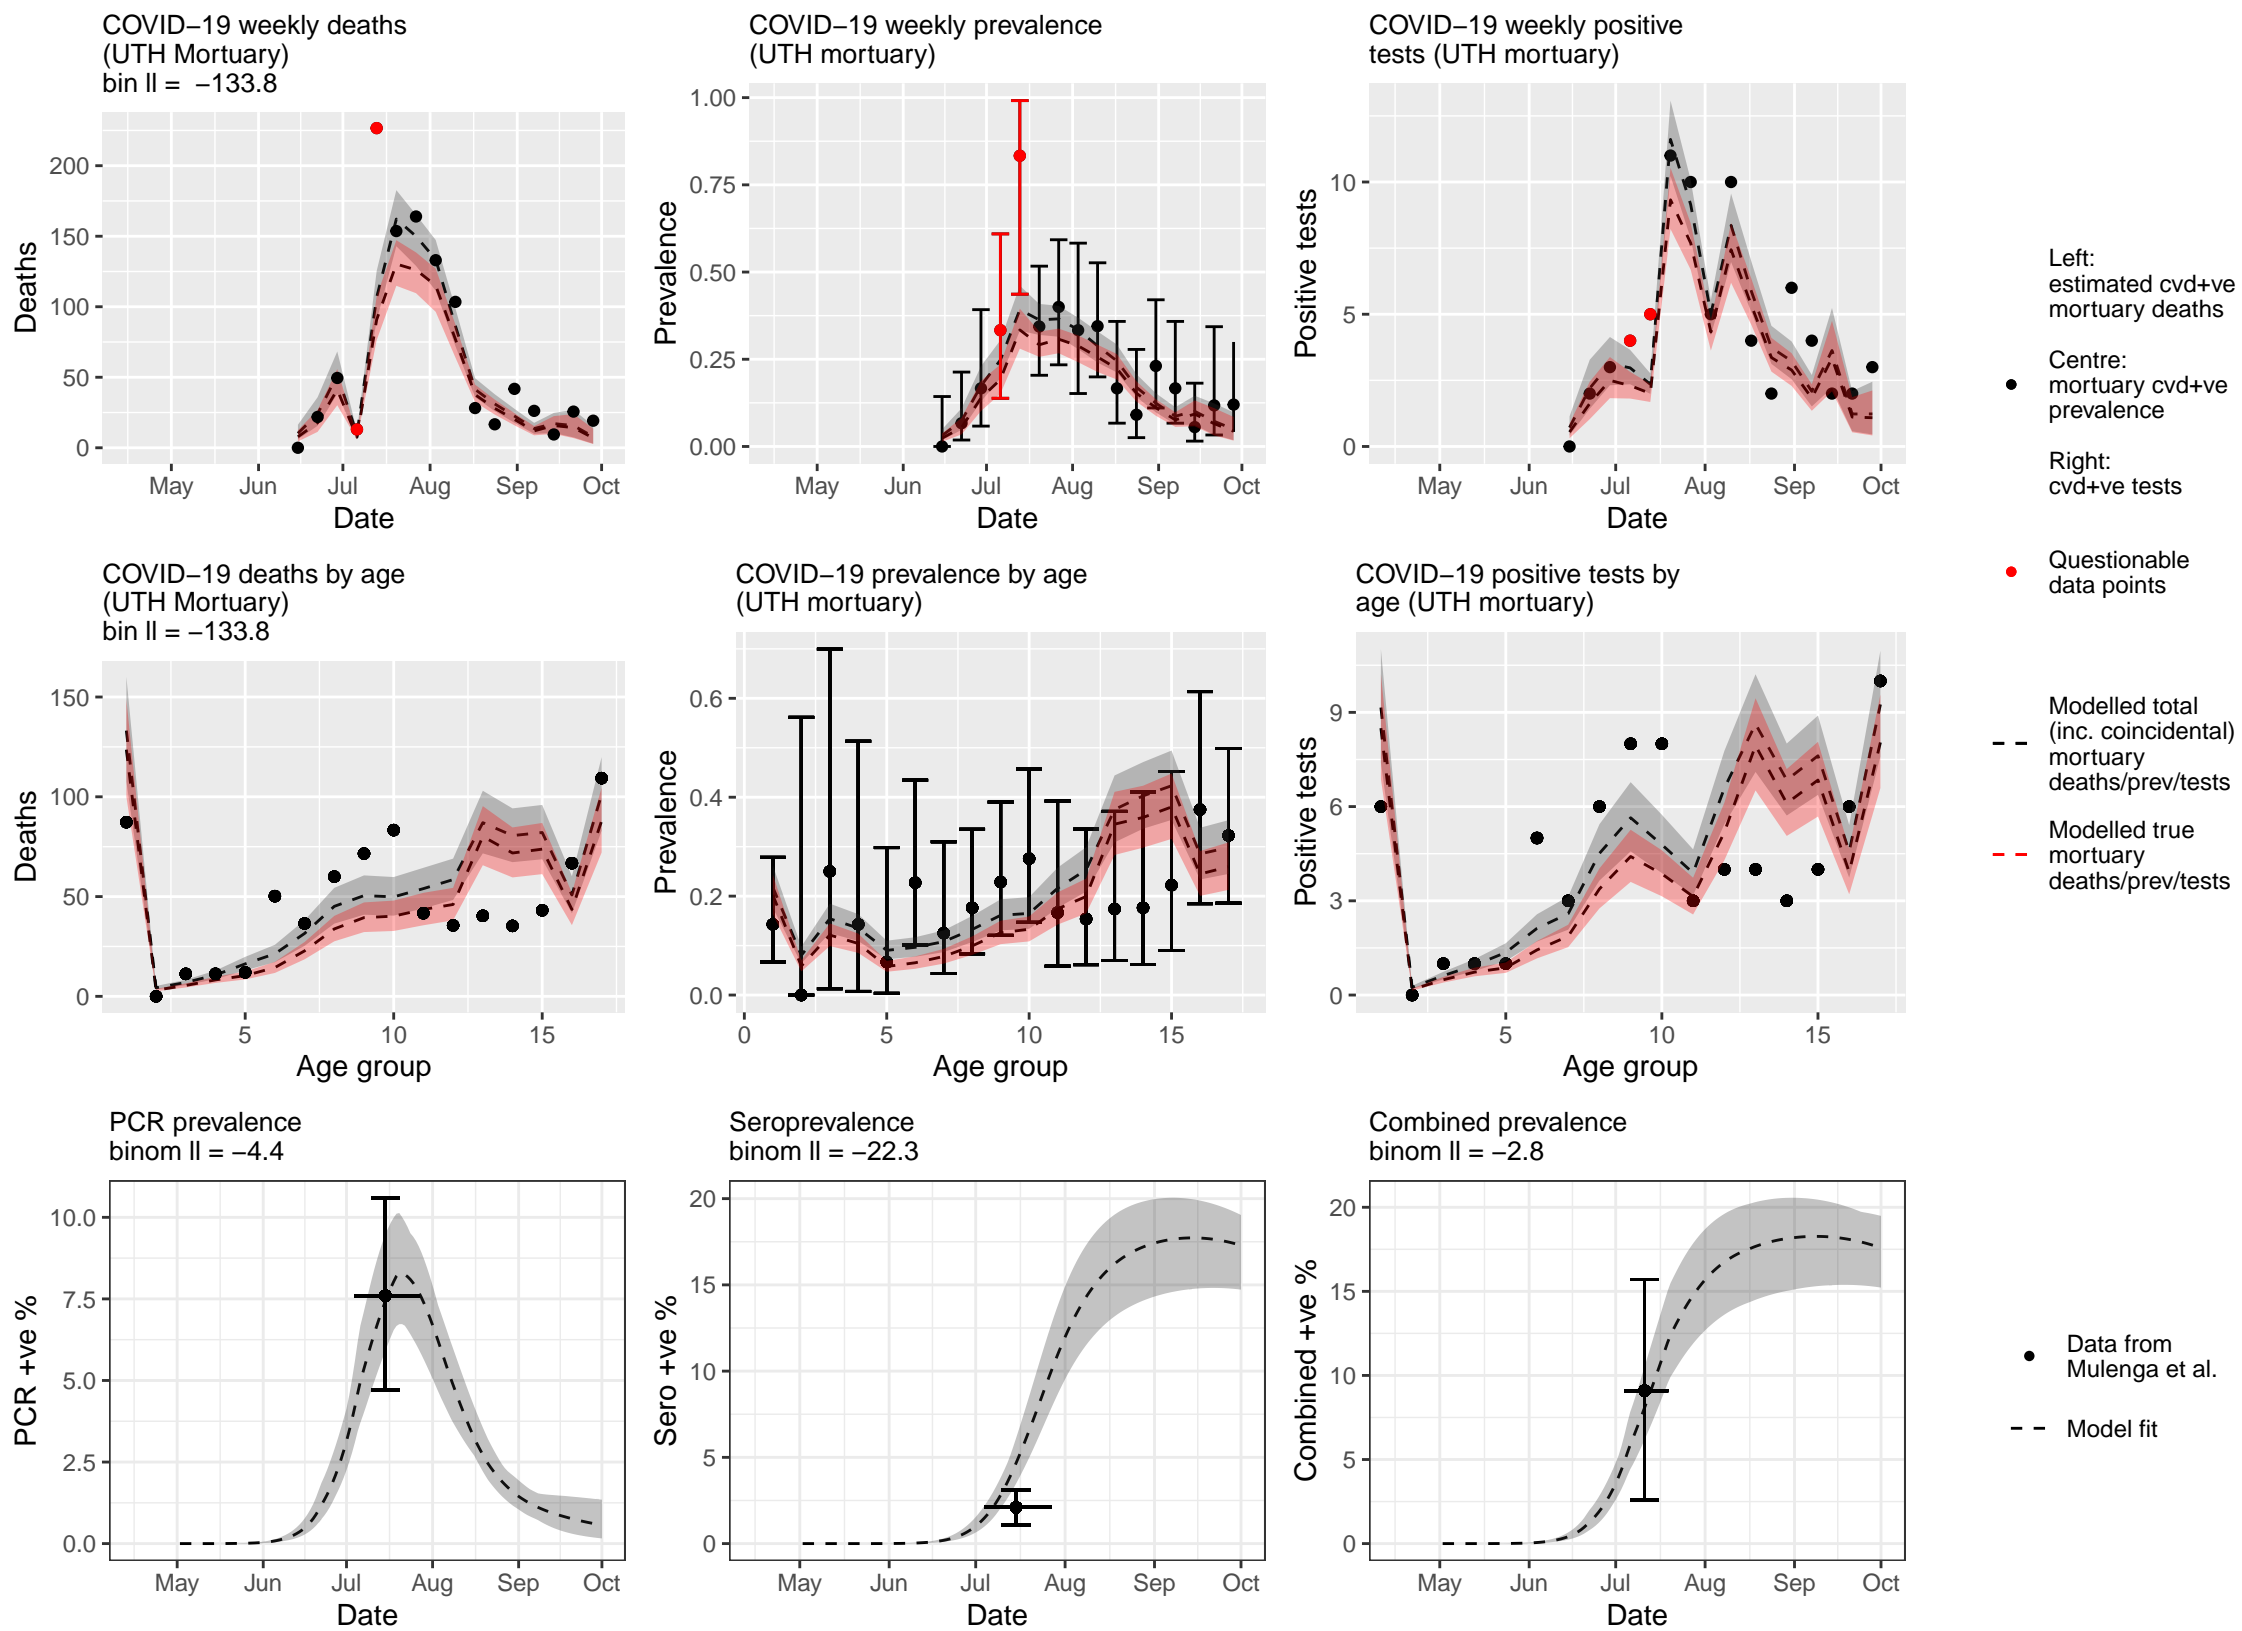 COVID−19 weekly deaths
(UTH Mortuary)
bin ll =  −133.8
COVID−19 weekly prevalence
(UTH mortuary)
COVID−19 weekly positive
tests (UTH mortuary)
Deaths
200
150
100
50
0
May Jun Jul Aug Sep Oct
Date
Prevalence
1.00
0.75
0.50
0.25
0.00
May Jun Jul Aug Sep Oct
Date
Positive tests
10
5
0
May Jun Jul Aug Sep Oct
Date
Left:
estimated cvd+ve
mortuary deaths
Centre:
mortuary cvd+ve
prevalence
Right:
cvd+ve tests
Questionable
data points
Modelled total
(inc. coincidental)
mortuary
deaths/prev/tests
Modelled true
mortuary
deaths/prev/tests
COVID−19 deaths by age
(UTH Mortuary)
bin ll = −133.8
COVID−19 prevalence by age
(UTH mortuary)
COVID−19 positive tests by
age (UTH mortuary)
Deaths
150
100
50
0
5 10 15
Age group
Prevalence
0.6
0.4
0.2
0.0
0 5 10 15
Age group
Positive tests
9
6
3
0
5 10 15
Age group
PCR prevalence
binom ll = −4.4
Seroprevalence
binom ll = −22.3
Combined prevalence
binom ll = −2.8
PCR +ve %
10.0
7.5
5.0
2.5
0.0
May Jun Jul Aug Sep Oct
Date
Sero +ve %
20
15
10
5
0
May Jun Jul Aug Sep Oct
Date
Combined +ve %
20
15
10
5
0
May Jun Jul Aug Sep Oct
Date
Data from
Mulenga et al.
Model fit